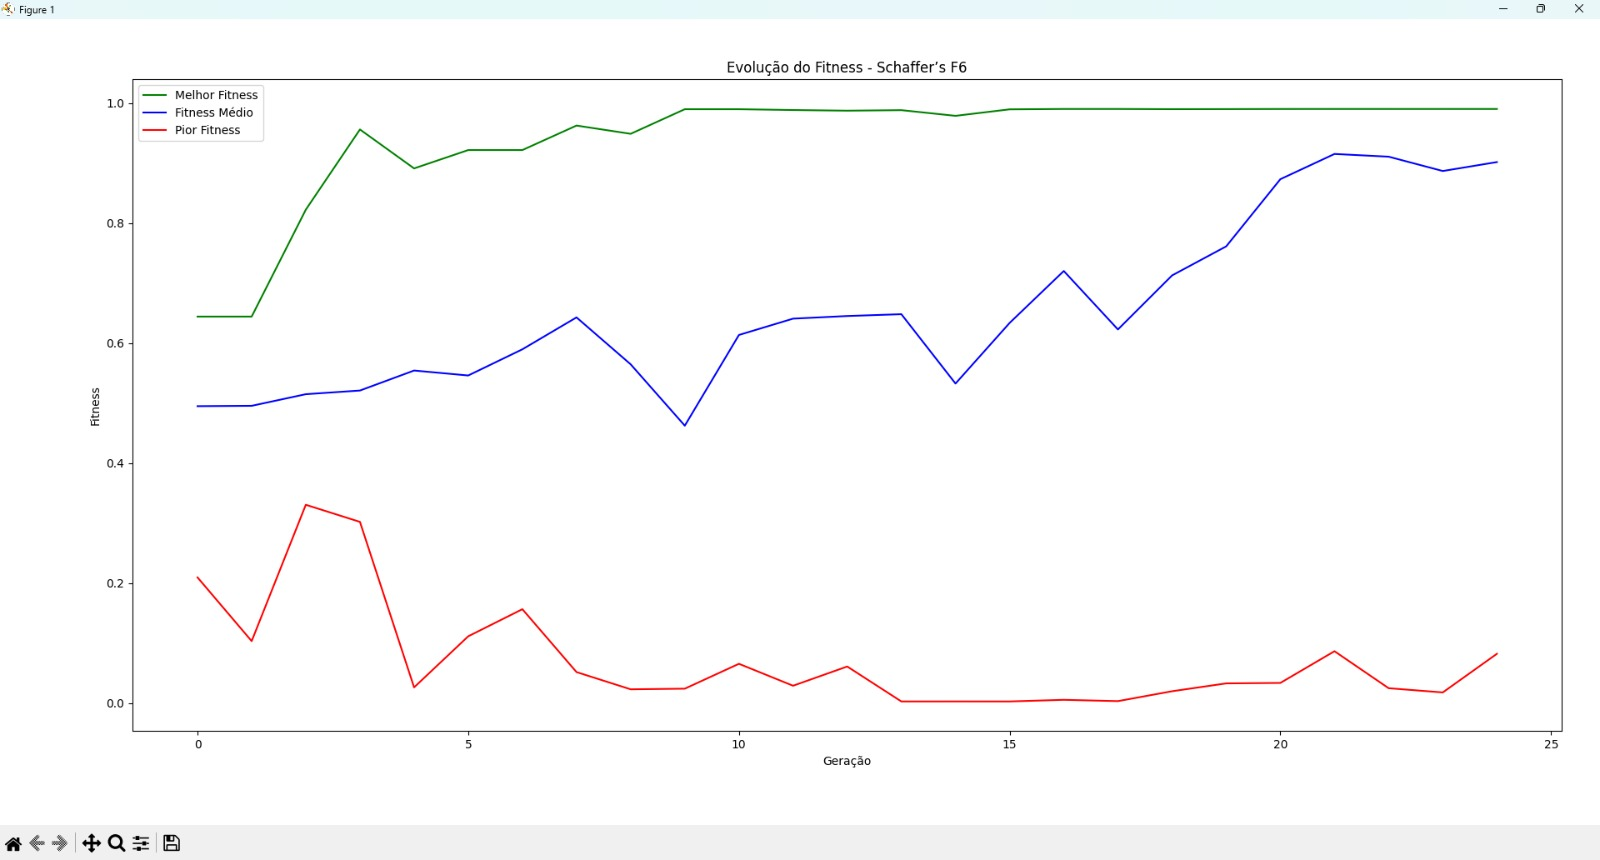 Figure 1
Evolução do Fitness - Schaffer’s F6
Melhor Fitness
Fitness Médio
Pior Fitness
1.0
0.8
0.6
0.4
0.2
0.0
Fitness
0
5
10
15
20
25
Geração